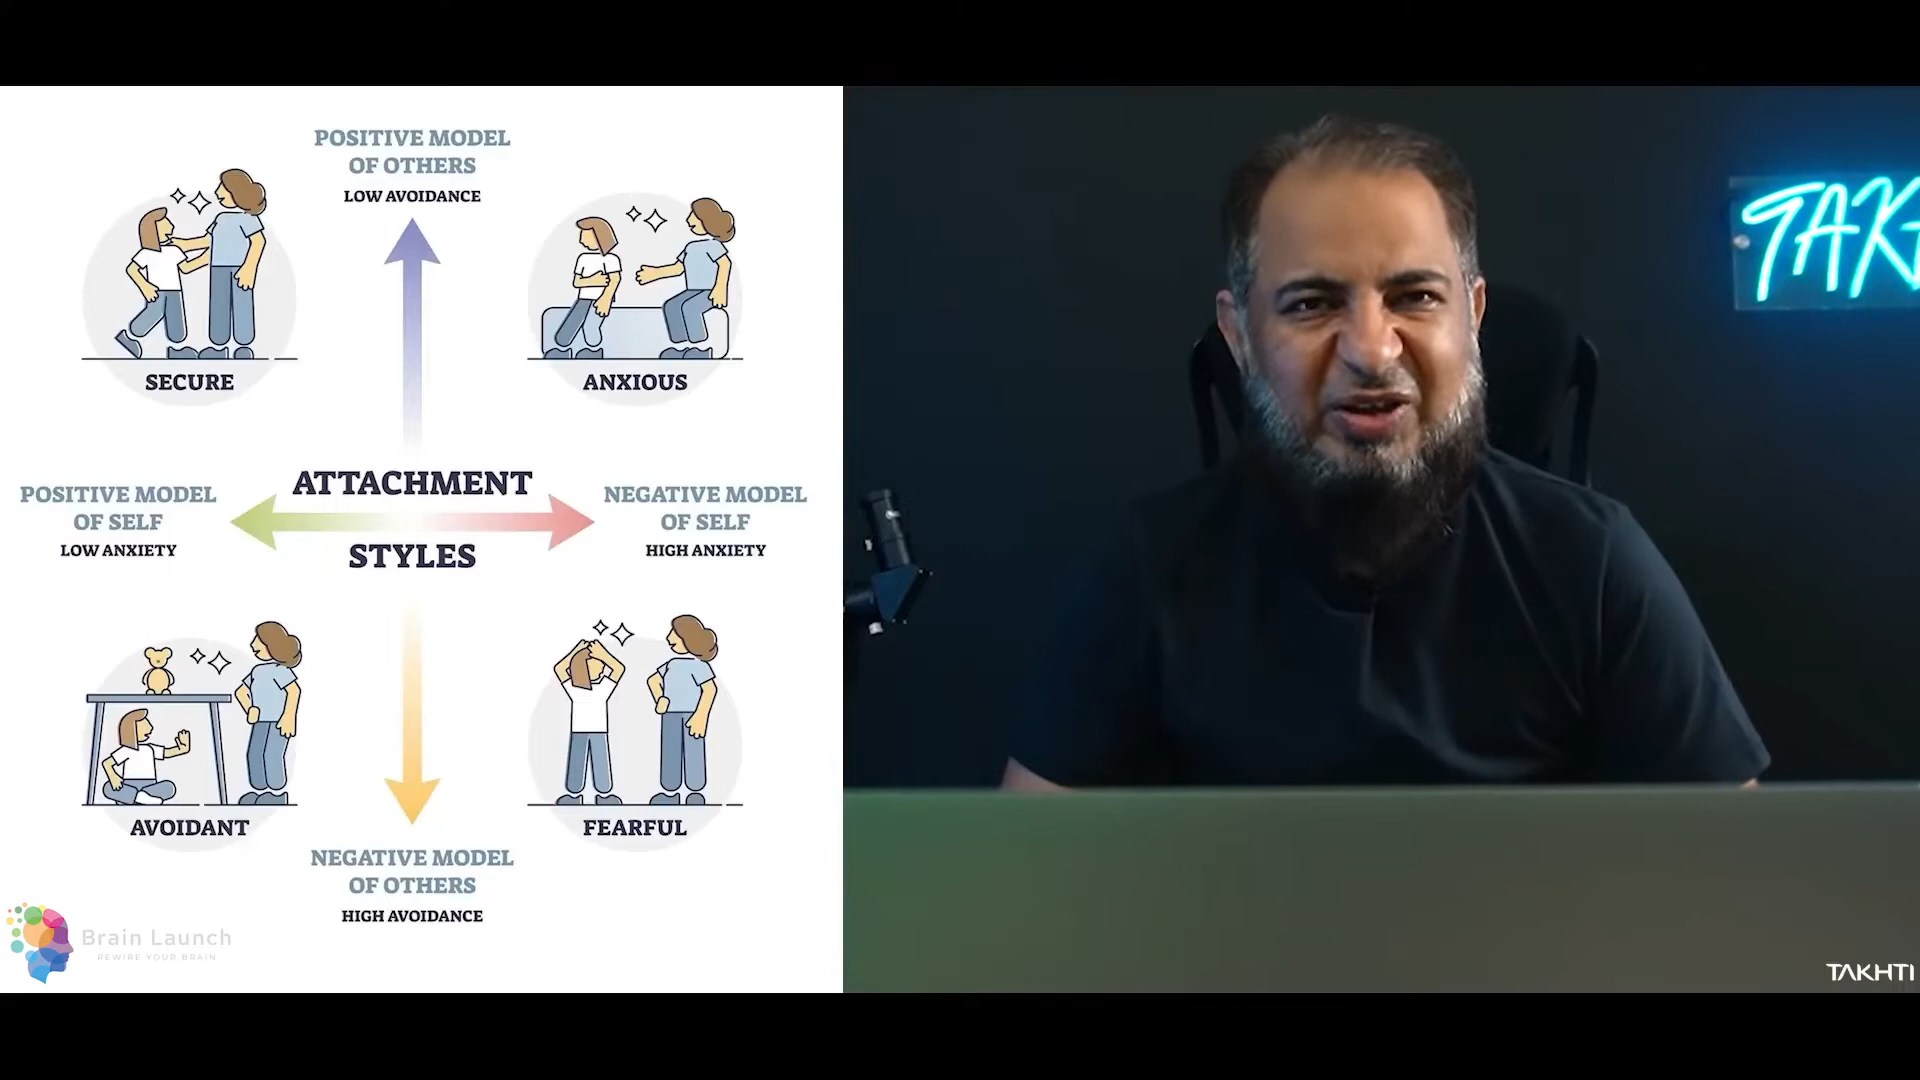 POSITIVE MODEL
OF OTHERS
LOW AVOIDANCE
SECURE
ANXIOUS
ATTACHMENT
STYLES
POSITIVE MODEL
OF SELF
LOW ANXIETY
NEGATIVE MODEL
OF SELF
HIGH ANXIETY
AVOIDANT
FEARFUL
NEGATIVE MODEL
OF OTHERS
HIGH AVOIDANCE
Brain Launch
REWIRE YOUR BRAIN
TAK
TAKHTI